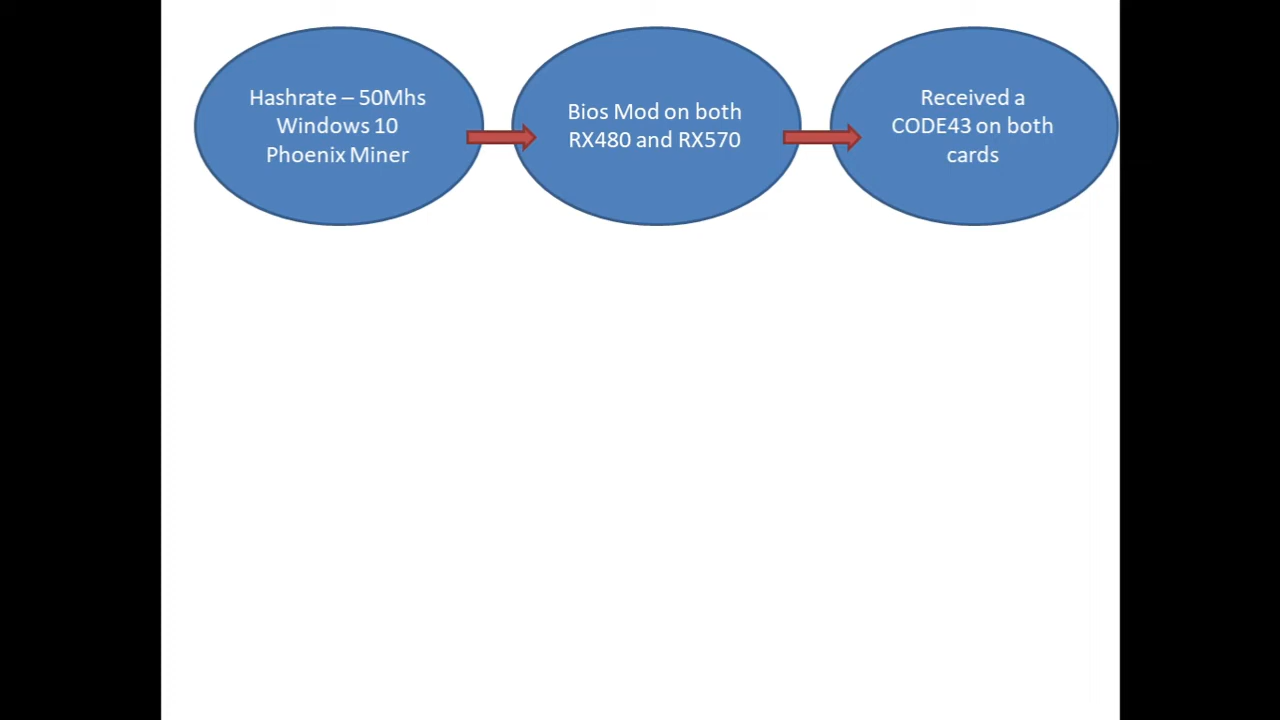 Hashrate – 50Mhs
Windows 10
Phoenix Miner
Bios Mod on both
RX480 and RX570
Received a
CODE43 on both
cards